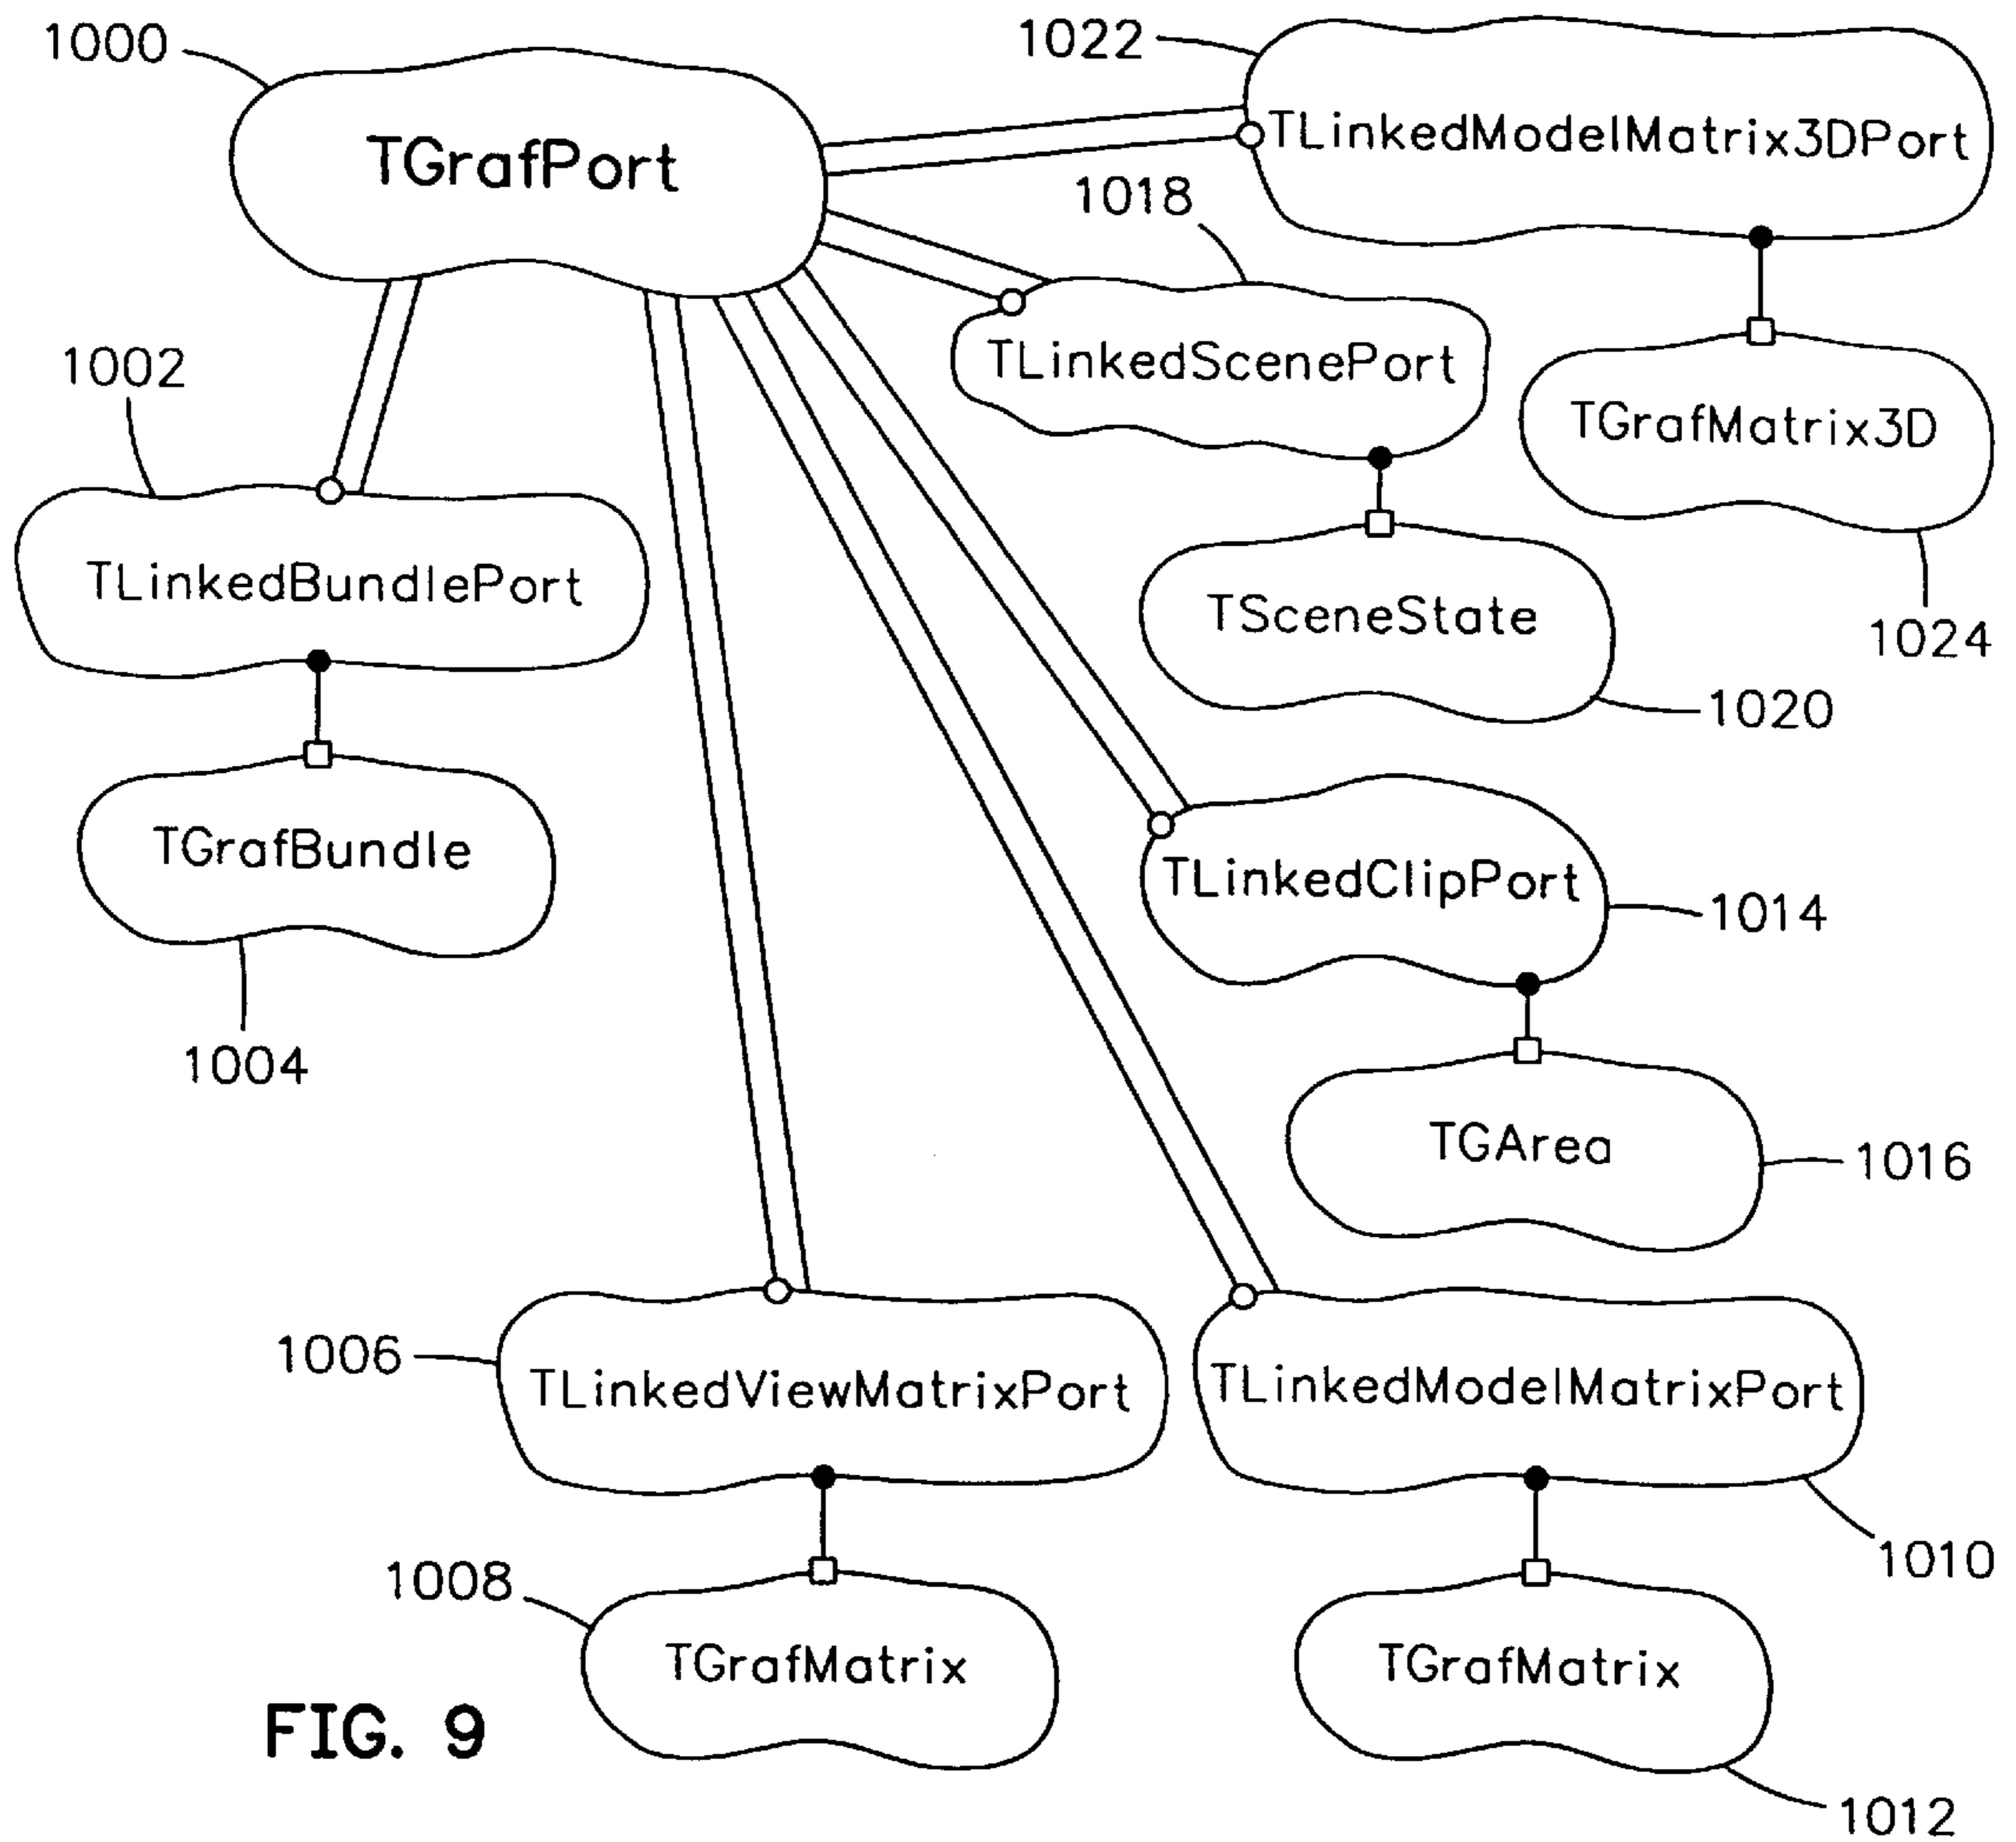 1000
1022
TGrafPort
TLinkedModelMatrix3DPort
1018
1002
TLinkedScenePort
TGrafMatrix3D
TLinkedBundlePort
TSceneState
1024
1020
TGrafBundle
TLinkedClipPort
1014
1004
TGArea
1016
1006
TLinkedViewMatrixPort
TLinkedModelMatrixPort
1010
1008
TGrafMatrix
TGrafMatrix
FIG. 9
1012